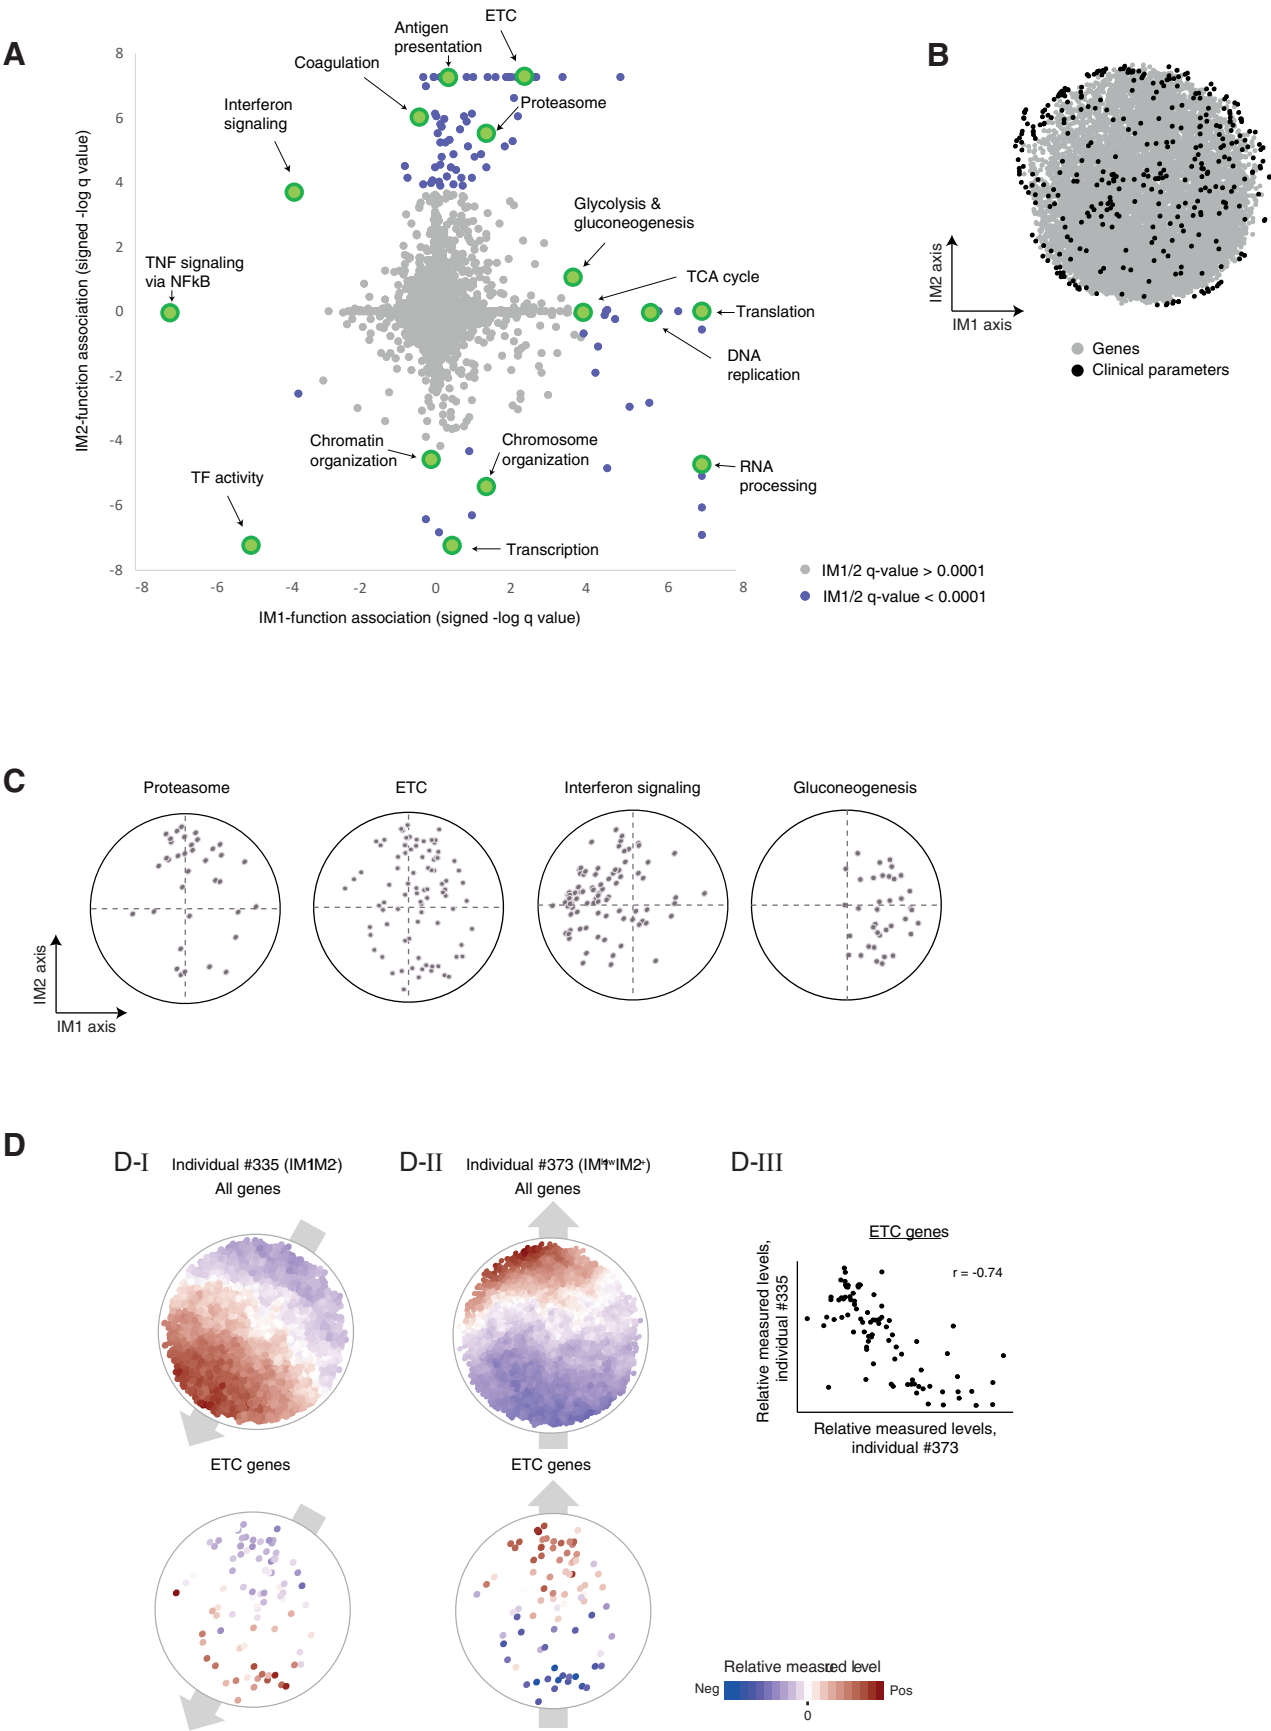 A
B
ETC
Antigen
presentation
Coagulation
Proteasome
Interferon
signaling
Glycolysis &
gluconeogenesis
TNF signaling
via NFkB
TCA cycle
Translation
DNA
replication
Chromatin
organization
Chromosome
organization
TF activity
RNA
processing
Transcription
8
6
4
2
0
-2
-4
-6
-8
-8
-6
-4
-2
0
2
4
6
8
IM2-function association (signed -log q value)
IM1-function association (signed -log q value)
IM1/2 q-value > 0.0001
IM1/2 q-value < 0.0001
IM2 axis
IM1 axis
Genes
Clinical parameters
C
Proteasome
ETC
Interferon signaling
Gluconeogenesis
IM2 axis
IM1 axis
D
D-I
Individual #335 (IM1-IM2-)
All genes
D-II
Individual #373 (IM1lowIM2+)
All genes
D-III
ETC genes
r = -0.74
Relative measured levels,
individual #335
Relative measured levels,
individual #373
ETC genes
ETC genes
Relative measured level
Neg
Pos
0